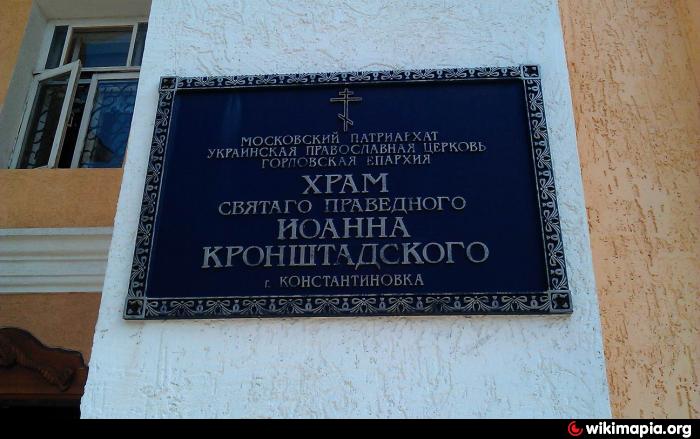 МОСКОВСКИЙ ПАТРИАРХАТ
УКРАИНСКАЯ ПРАВОСЛАВНАЯ ЦЕРКОВЬ
ГОРЛОВСКАЯ ЕПАРХИЯ
ХРАМ
СВЯТАГО ПРАВЕДНОГО
ИОАННА
КРОНШТАДСКОГО
г. КОНСТАНТИНОВКА
wikimapia.org